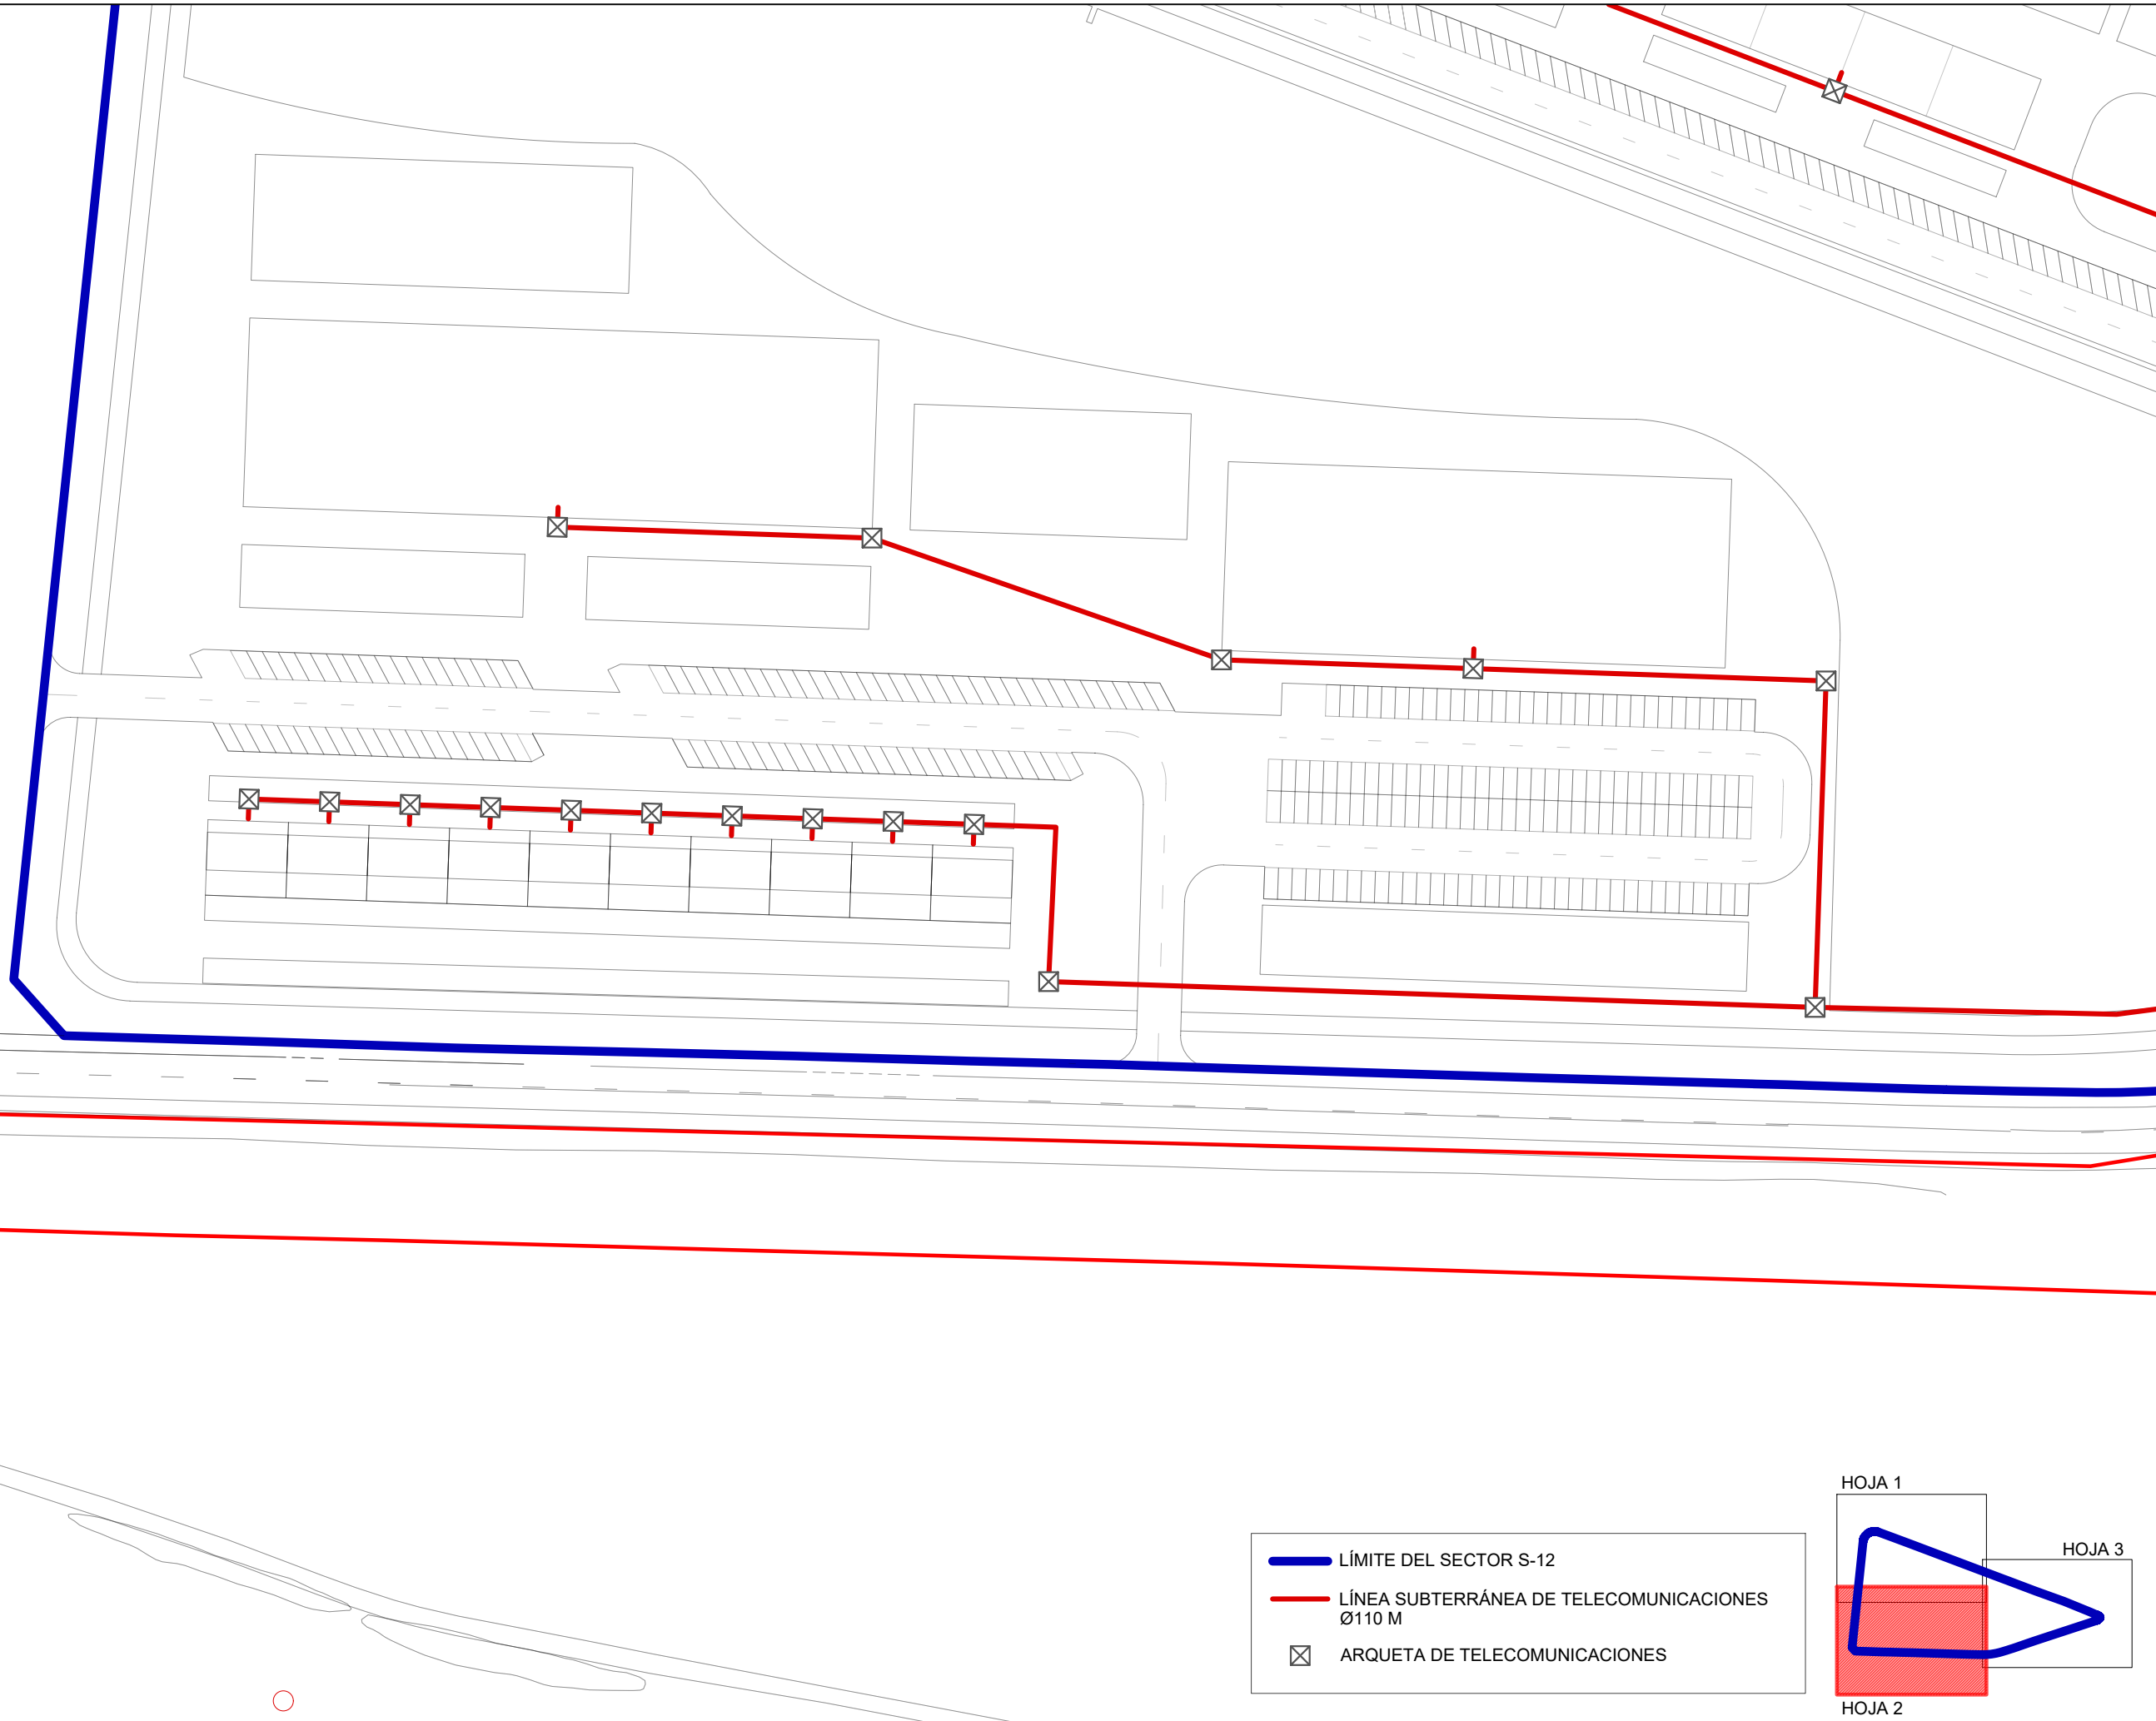 HOJA 1
HOJA 3
LÍMITE DEL SECTOR S-12
LÍNEA SUBTERRÁNEA DE TELECOMUNICACIONES
Ø110 M
ARQUETA DE TELECOMUNICACIONES
HOJA 2